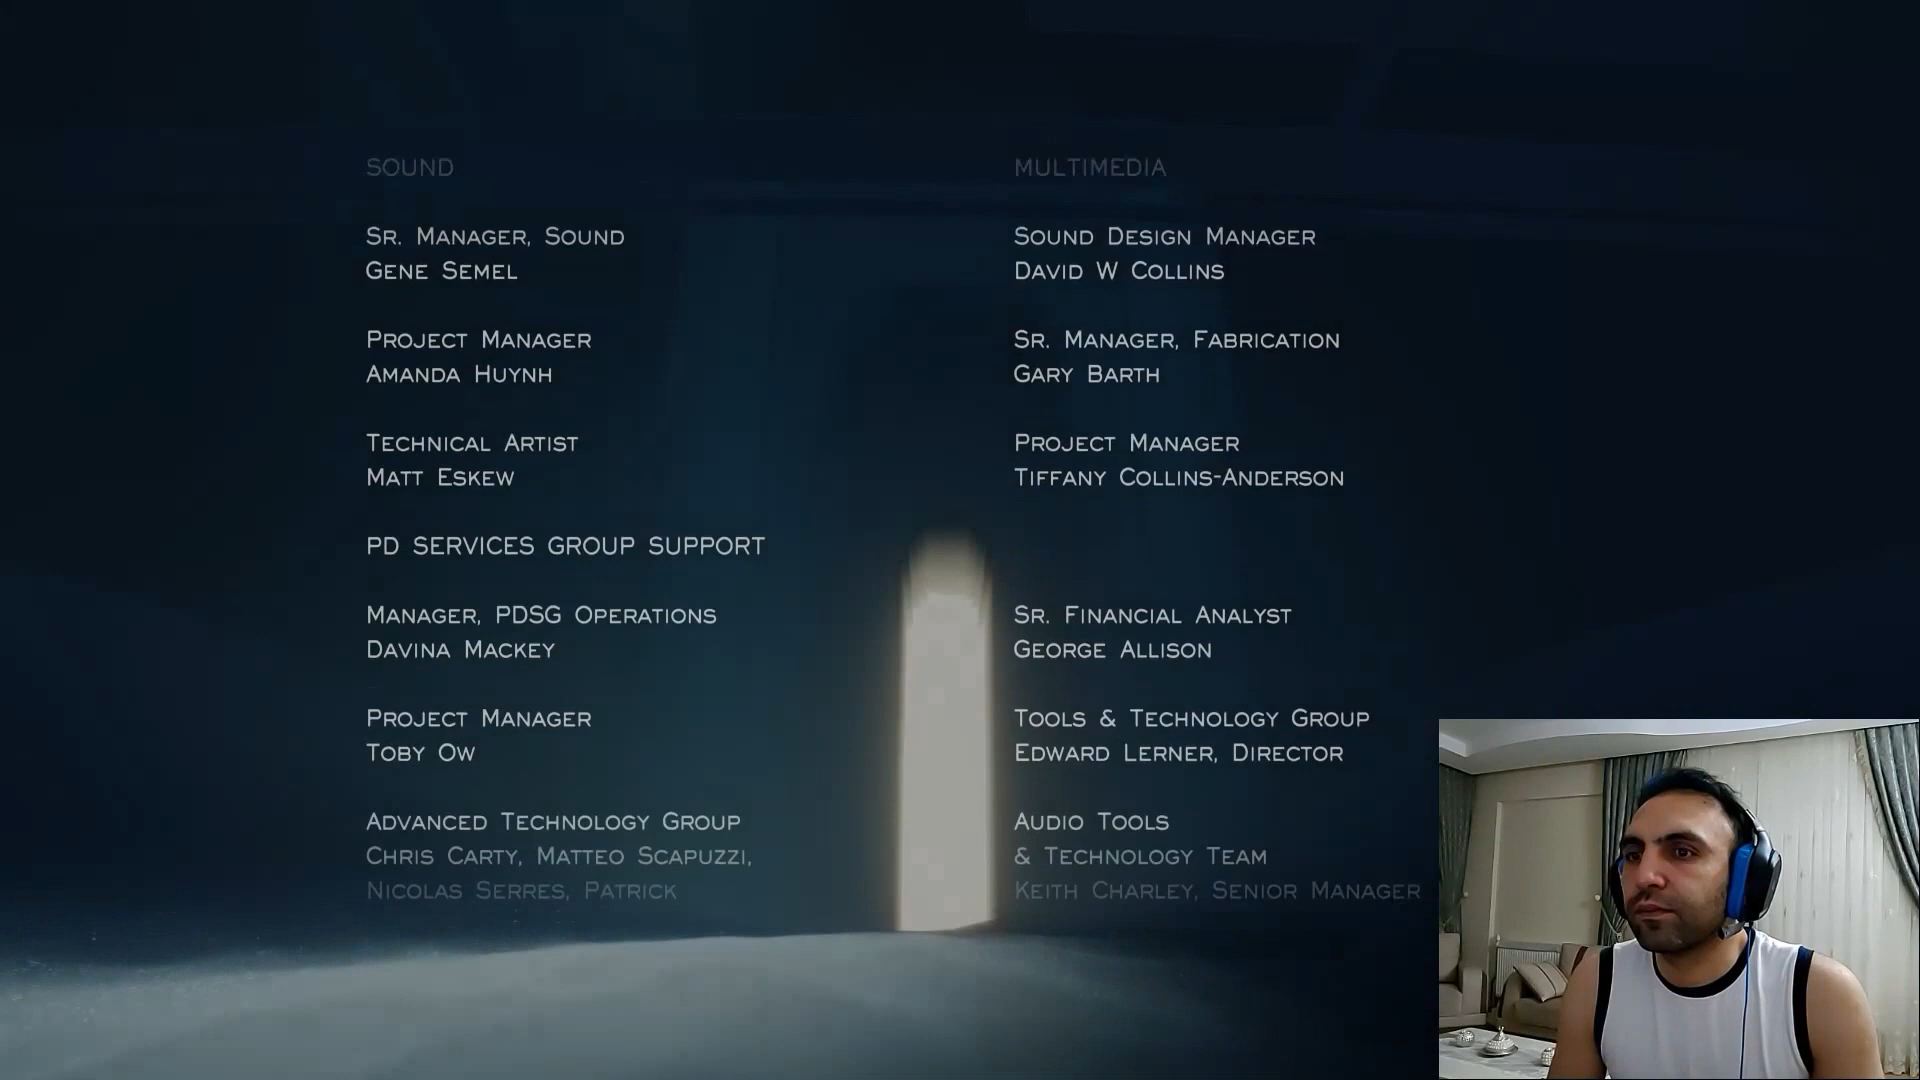 SOUND
SR. MANAGER, SOUND
GENE SEMEL
PROJECT MANAGER
AMANDA HUYNH
TECHNICAL ARTIST
MATT ESKEW
PD SERVICES GROUP SUPPORT
MANAGER, PDSG OPERATIONS
DAVINA MACKEY
PROJECT MANAGER
TOBY OW
ADVANCED TECHNOLOGY GROUP
CHRIS CARTY, MATTEO SCAPUZZI,
NICOLAS SERRES, PATRICK
MULTIMEDIA
SOUND DESIGN MANAGER
DAVID W COLLINS
SR. MANAGER, FABRICATION
GARY BARTH
PROJECT MANAGER
TIFFANY COLLINS-ANDERSON
SR. FINANCIAL ANALYST
GEORGE ALLISON
TOOLS & TECHNOLOGY GROUP
EDWARD LERNER, DIRECTOR
AUDIO TOOLS
& TECHNOLOGY TEAM
KEITH CHARLEY, SENIOR MANAGER